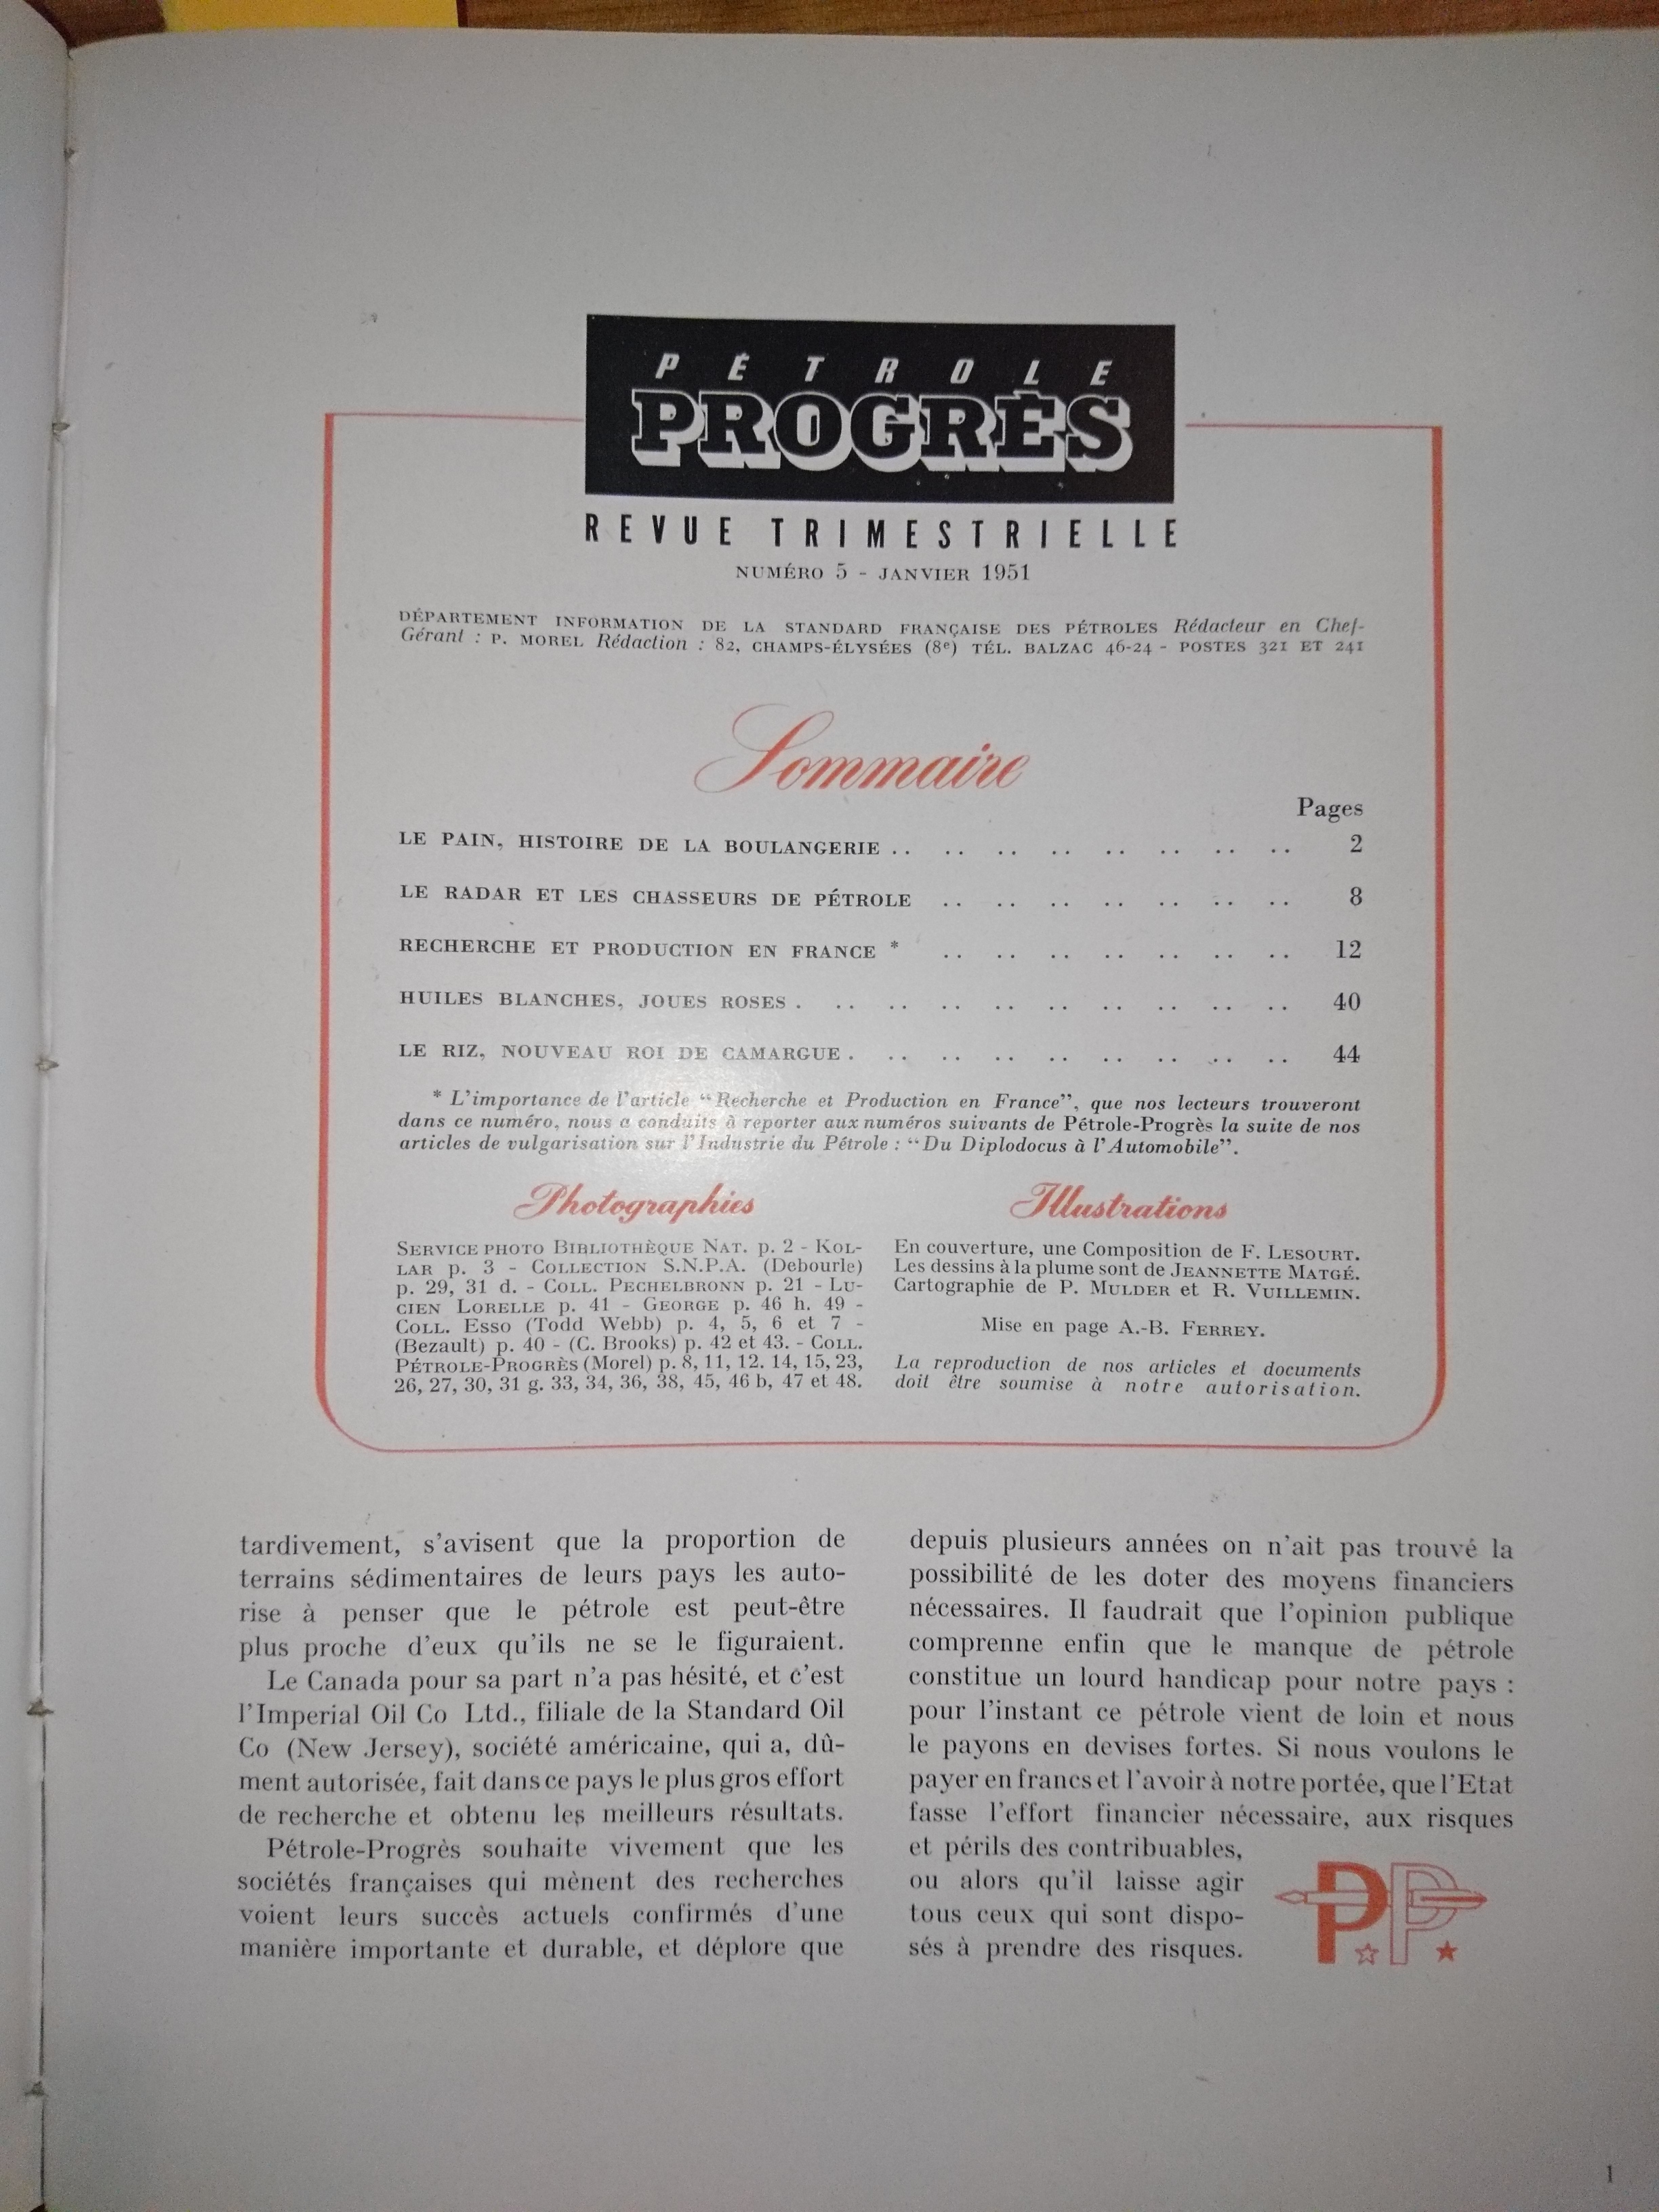 PÉTROLE
PROGRÈS
REVUE TRIMESTRIELLE
NUMÉRO 5 - JANVIER 1951
DÉPARTEMENT INFORMATION DE LA STANDARD FRANÇAISE DES PÉTROLES Rédacteur en Chef-
Gérant : P. MOREL Rédaction : 82, CHAMPS-ÉLYSÉES (8e) TÉL. BALZAC 46-24 - POSTES 321 ET 241
Sommaire
Pages
LE PAIN, HISTOIRE DE LA BOULANGERIE .. .. .. .. .. .. .. .. 2
LE RADAR ET LES CHASSEURS DE PÉTROLE .. .. .. .. .. .. .. 8
RECHERCHE ET PRODUCTION EN FRANCE * .. .. .. .. .. .. .. 12
HUILES BLANCHES, JOUES ROSES . .. .. .. .. .. .. .. .. .. 40
LE RIZ, NOUVEAU ROI DE CAMARGUE . .. .. .. .. .. .. .. .. 44
* L'importance de l'article “Recherche et Production en France”, que nos lecteurs trouveront
dans ce numéro, nous a conduits à reporter aux numéros suivants de Pétrole-Progrès la suite de nos
articles de vulgarisation sur l'Industrie du Pétrole : “Du Diplodocus à l'Automobile”.
Photographies
SERVICE PHOTO BIBLIOTHÈQUE NAT. p. 2 - KOL-
LAR p. 3 - COLLECTION S.N.P.A. (Debourle)
p. 29, 31 d. - COLL. PECHELBRONN p. 21 - LU-
CIEN LORELLE p. 41 - GEORGE p. 46 h. 49 -
COLL. ESSO (Todd Webb) p. 4, 5, 6 et 7 -
(Bezault) p. 40 - (C. Brooks) p. 42 et 43. - COLL.
PÉTROLE-PROGRÈS (Morel) p. 8, 11, 12. 14, 15, 23,
26, 27, 30, 31 g. 33, 34, 36, 38, 45, 46 b, 47 et 48.
Illustrations
En couverture, une Composition de F. LESOURT.
Les dessins à la plume sont de JEANNETTE MATGÉ.
Cartographie de P. MULDER et R. VUILLEMIN.
Mise en page A.-B. FERREY.
La reproduction de nos articles et documents
doit être soumise à notre autorisation.
tardivement, s'avisent que la proportion de
terrains sédimentaires de leurs pays les auto-
rise à penser que le pétrole est peut-être
plus proche d'eux qu'ils ne se le figuraient.
Le Canada pour sa part n'a pas hésité, et c'est
l'Imperial Oil Co Ltd., filiale de la Standard Oil
Co (New Jersey), société américaine, qui a, dû-
ment autorisée, fait dans ce pays le plus gros effort
de recherche et obtenu les meilleurs résultats.
Pétrole-Progrès souhaite vivement que les
sociétés françaises qui mènent des recherches
voient leurs succès actuels confirmés d'une
manière importante et durable, et déplore que
depuis plusieurs années on n'ait pas trouvé la
possibilité de les doter des moyens financiers
nécessaires. Il faudrait que l'opinion publique
comprenne enfin que le manque de pétrole
constitue un lourd handicap pour notre pays :
pour l'instant ce pétrole vient de loin et nous
le payons en devises fortes. Si nous voulons le
payer en francs et l'avoir à notre portée, que l'Etat
fasse l'effort financier nécessaire, aux risques
et périls des contribuables,
ou alors qu'il laisse agir
tous ceux qui sont dispo-
sés à prendre des risques.
PP
1